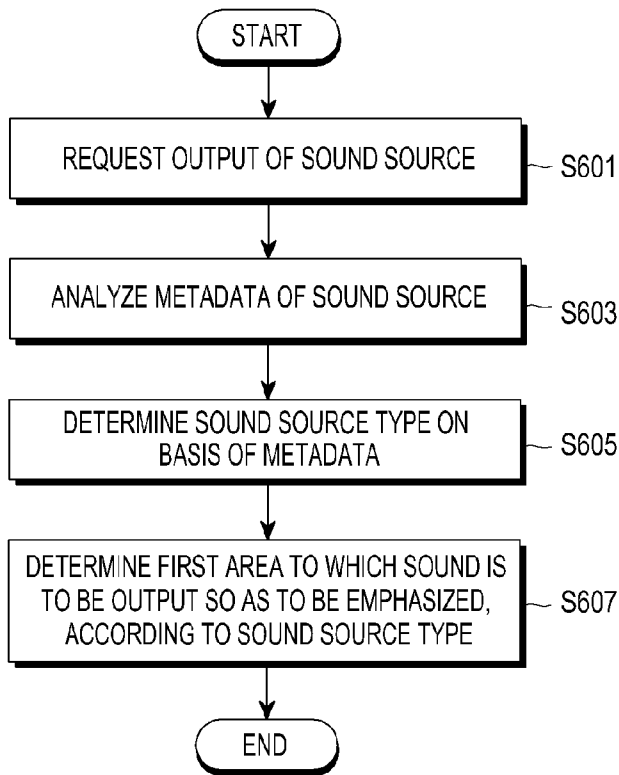 START
REQUEST OUTPUT OF SOUND SOURCE
S601
ANALYZE METADATA OF SOUND SOURCE
S603
DETERMINE SOUND SOURCE TYPE ON
BASIS OF METADATA
S605
DETERMINE FIRST AREA TO WHICH SOUND IS
TO BE OUTPUT SO AS TO BE EMPHASIZED,
ACCORDING TO SOUND SOURCE TYPE
S607
END